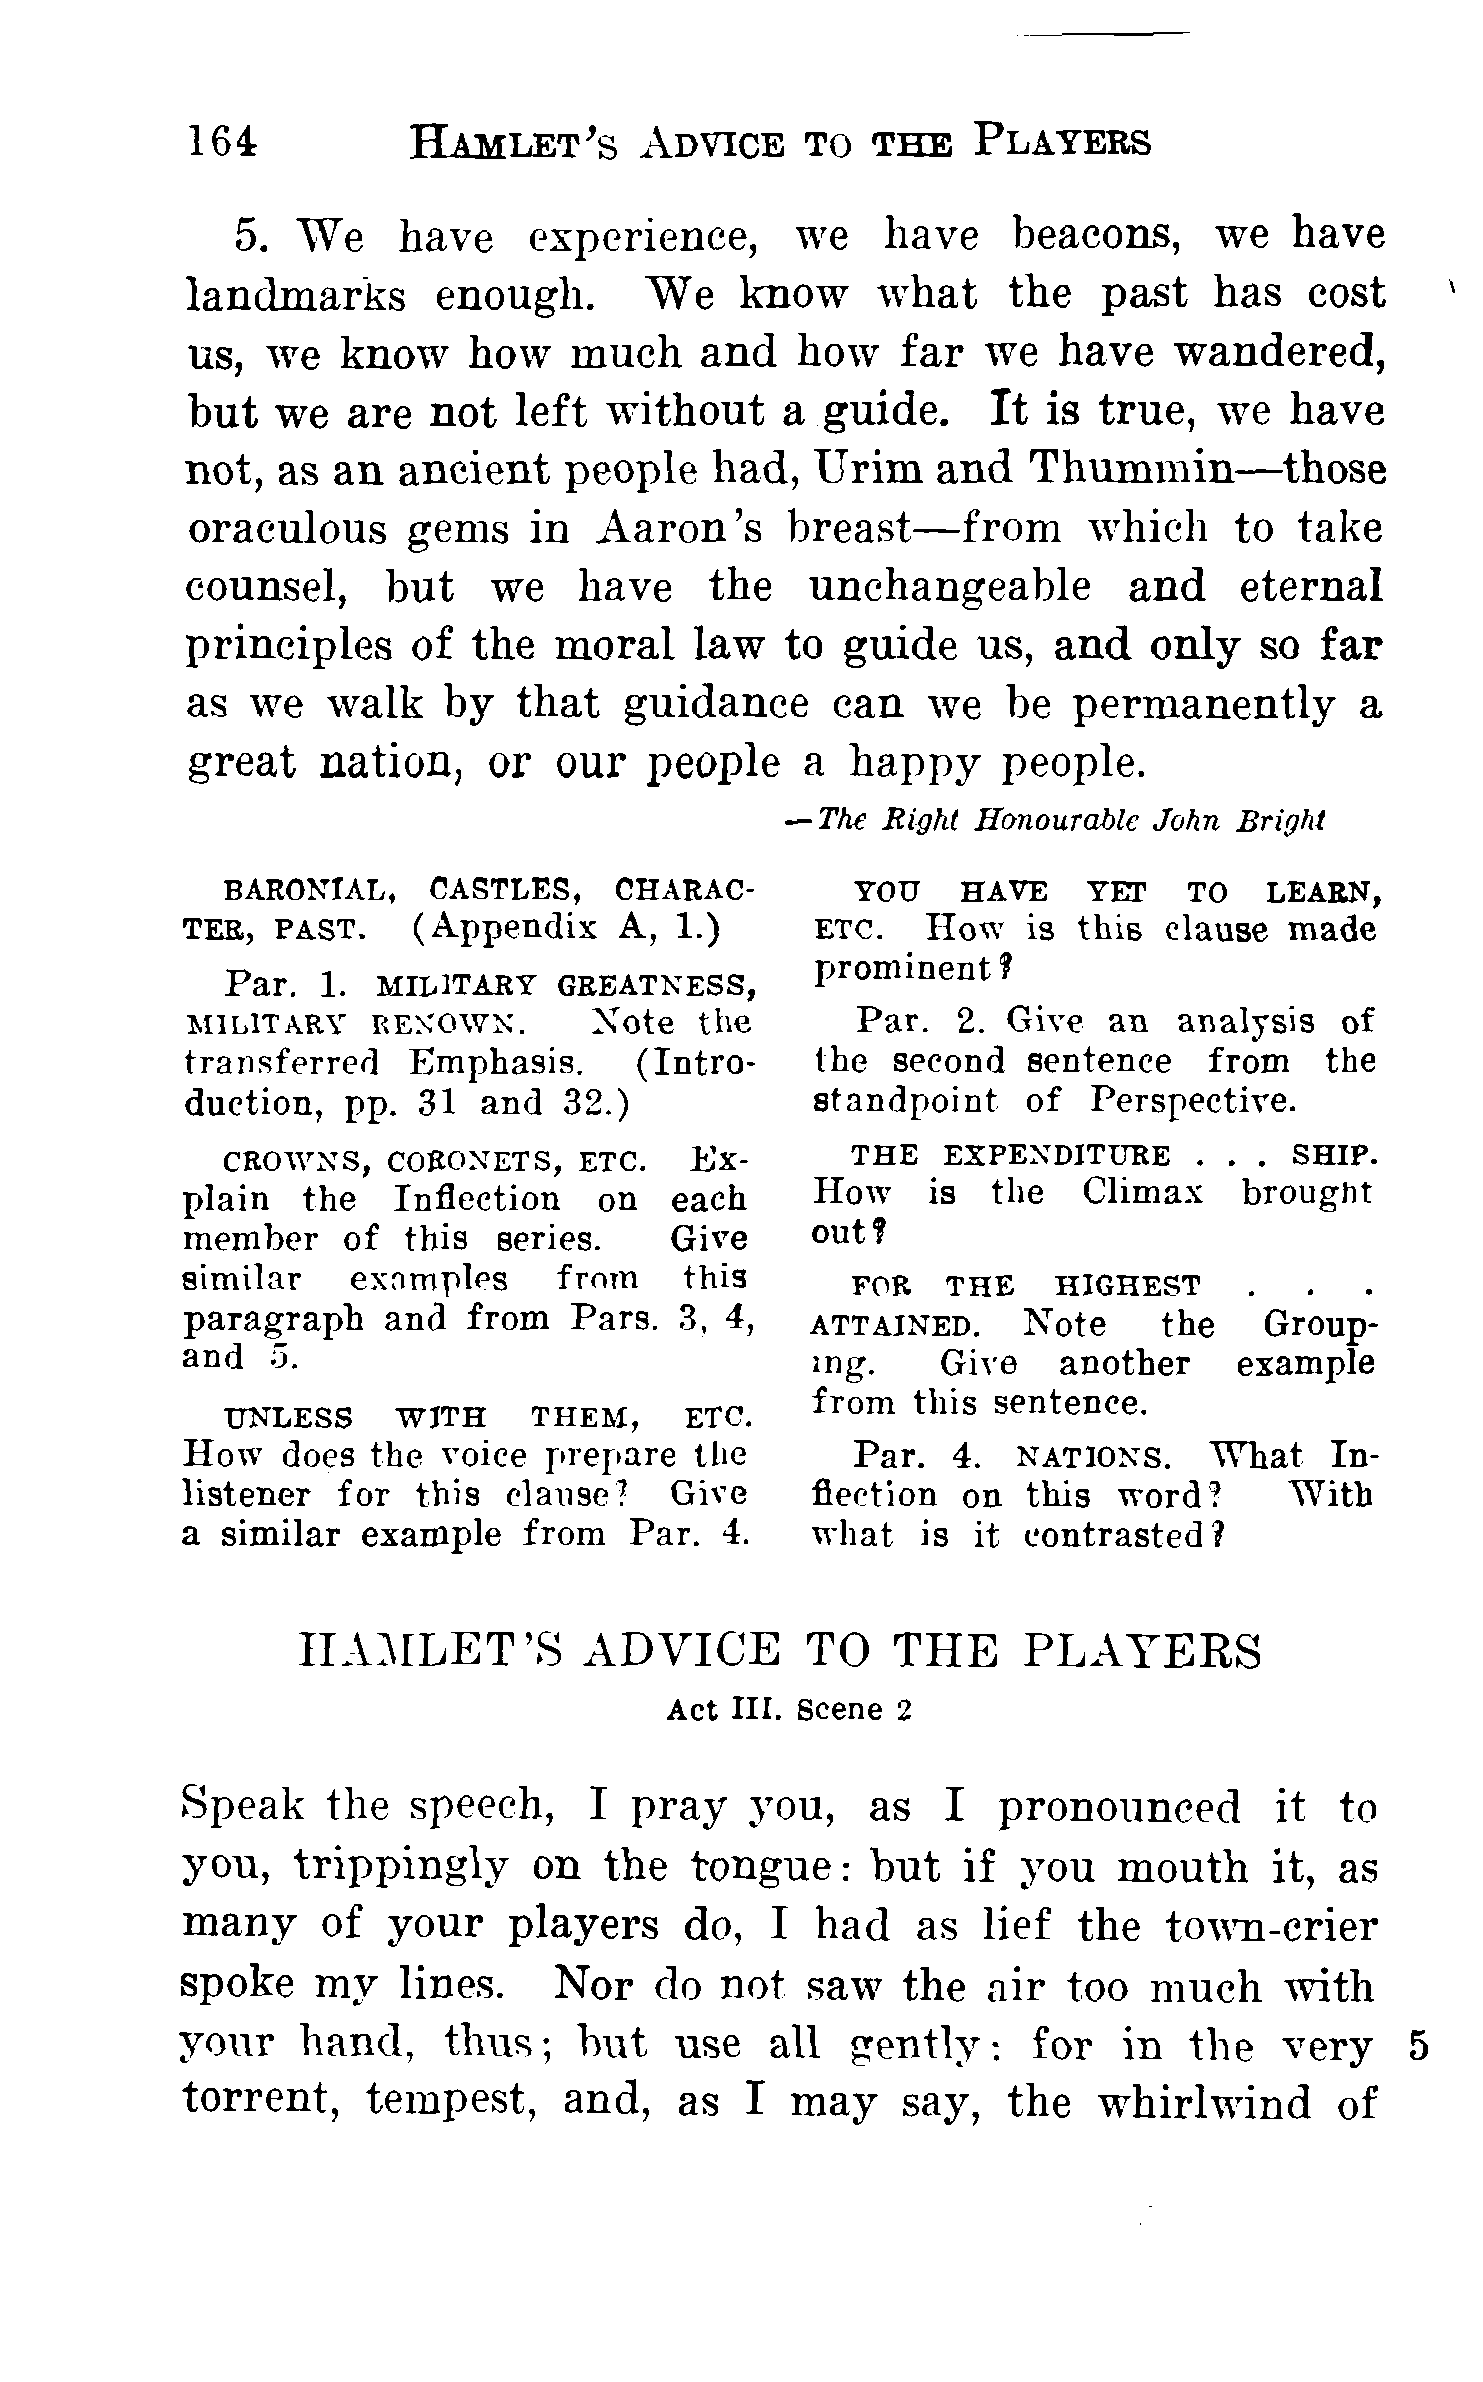 164 HAMLET'S ADVICE TO THE PLAYERS
5. We have experience, we have beacons, we have
landmarks enough. We know what the past has cost
us, we know how much and how far we have wandered,
but we are not left without a guide. It is true, we have
not, as an ancient people had, Urim and Thummin—those
oraculous gems in Aaron's breast—from which to take
counsel, but we have the unchangeable and eternal
principles of the moral law to guide us, and only so far
as we walk by that guidance can we be permanently a
great nation, or our people a happy people.
—The Right Honourable John Bright
BARONIAL, CASTLES, CHARAC-
TER, PAST. (Appendix A, 1.)
Par. 1. MILITARY GREATNESS,
MILITARY RENOWN. Note the
transferred Emphasis. (Intro-
duction, pp. 31 and 32.)
CROWNS, CORONETS, ETC. Ex-
plain the Inflection on each
member of this series. Give
similar examples from this
paragraph and from Pars. 3, 4,
and 5.
UNLESS WITH THEM, ETC.
How does the voice prepare the
listener for this clause? Give
a similar example from Par. 4.
YOU HAVE YET TO LEARN,
ETC. How is this clause made
prominent?
Par. 2. Give an analysis of
the second sentence from the
standpoint of Perspective.
THE EXPENDITURE . . . SHIP.
How is the Climax brought
out?
FOR THE HIGHEST . . .
ATTAINED. Note the Group-
ing. Give another example
from this sentence.
Par. 4. NATIONS. What In-
flection on this word? With
what is it contrasted?
HAMLET'S ADVICE TO THE PLAYERS
Act III. Scene 2
Speak the speech, I pray you, as I pronounced it to
you, trippingly on the tongue: but if you mouth it, as
many of your players do, I had as lief the town-crier
spoke my lines. Nor do not saw the air too much with
your hand, thus; but use all gently: for in the very 5
torrent, tempest, and, as I may say, the whirlwind of